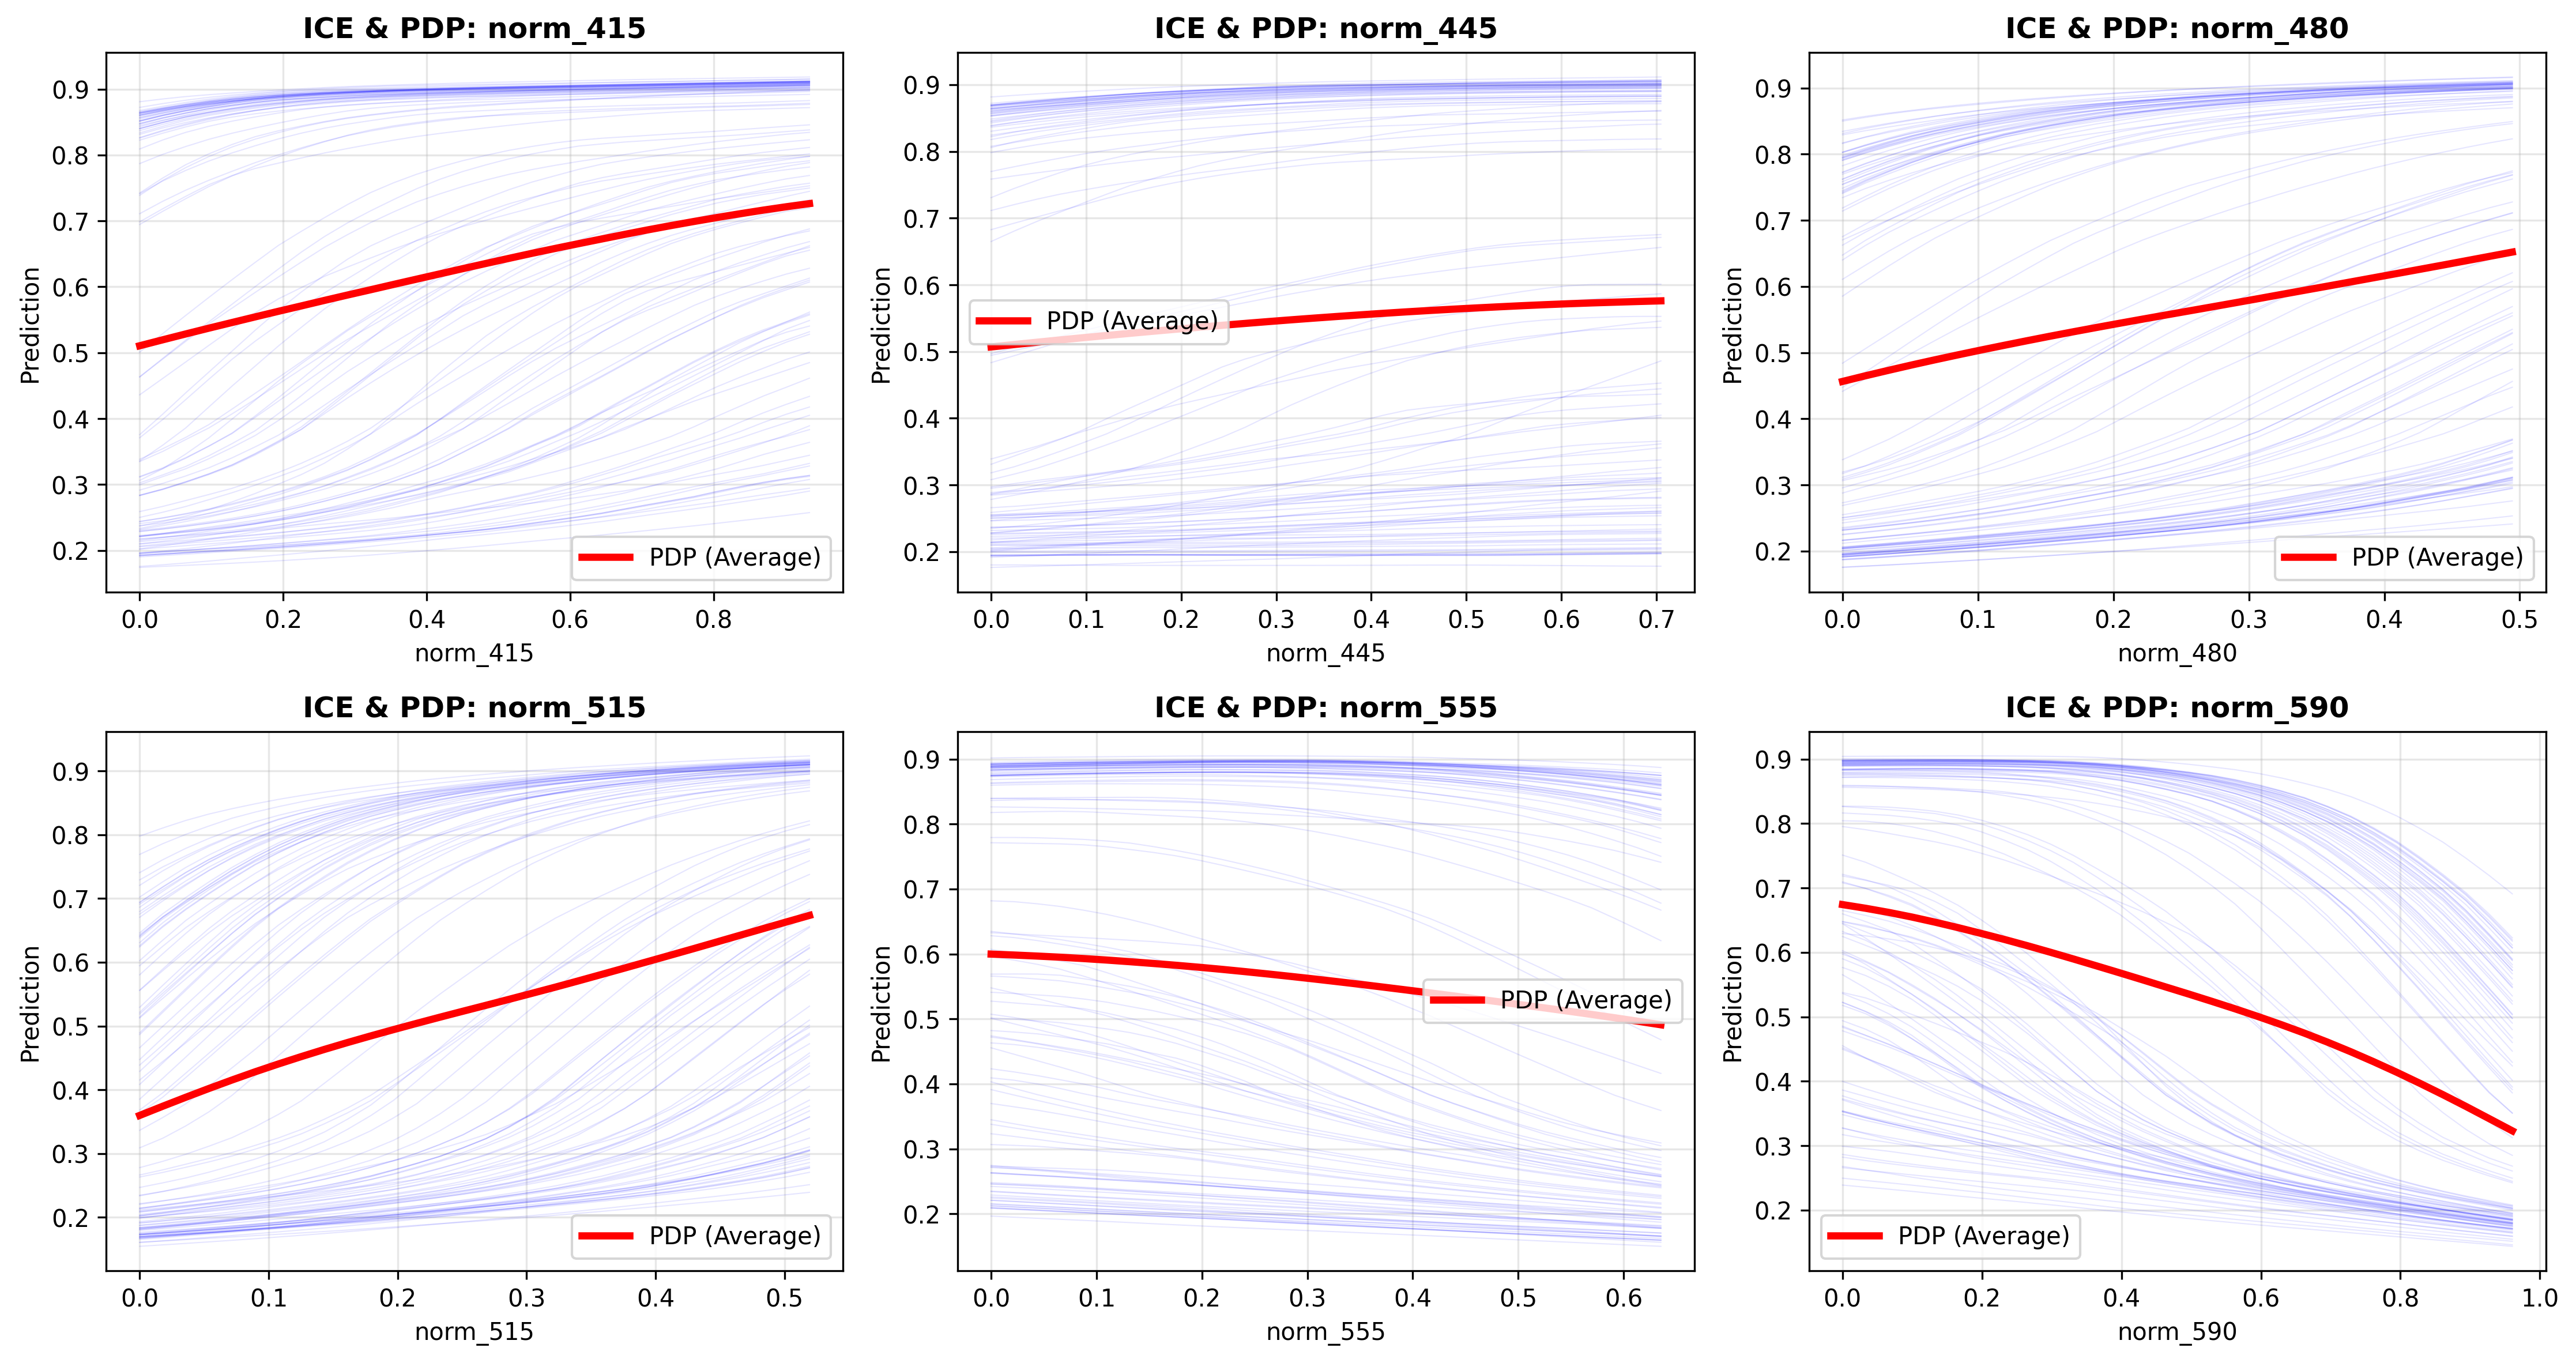 ICE & PDP: norm_415
0.9
0.8
0.7
0.6
0.5
0.4
0.3
0.2
Prediction
PDP (Average)
0.0 0.2 0.4 0.6 0.8
norm_415
ICE & PDP: norm_445
0.9
0.8
0.7
0.6
0.5
0.4
0.3
0.2
Prediction
PDP (Average)
0.0 0.1 0.2 0.3 0.4 0.5 0.6 0.7
norm_445
ICE & PDP: norm_480
0.9
0.8
0.7
0.6
0.5
0.4
0.3
0.2
Prediction
PDP (Average)
0.0 0.1 0.2 0.3 0.4 0.5
norm_480
ICE & PDP: norm_515
0.9
0.8
0.7
0.6
0.5
0.4
0.3
0.2
Prediction
PDP (Average)
0.0 0.1 0.2 0.3 0.4 0.5
norm_515
ICE & PDP: norm_555
0.9
0.8
0.7
0.6
0.5
0.4
0.3
0.2
Prediction
PDP (Average)
0.0 0.1 0.2 0.3 0.4 0.5 0.6
norm_555
ICE & PDP: norm_590
0.9
0.8
0.7
0.6
0.5
0.4
0.3
0.2
Prediction
PDP (Average)
0.0 0.2 0.4 0.6 0.8 1.0
norm_590